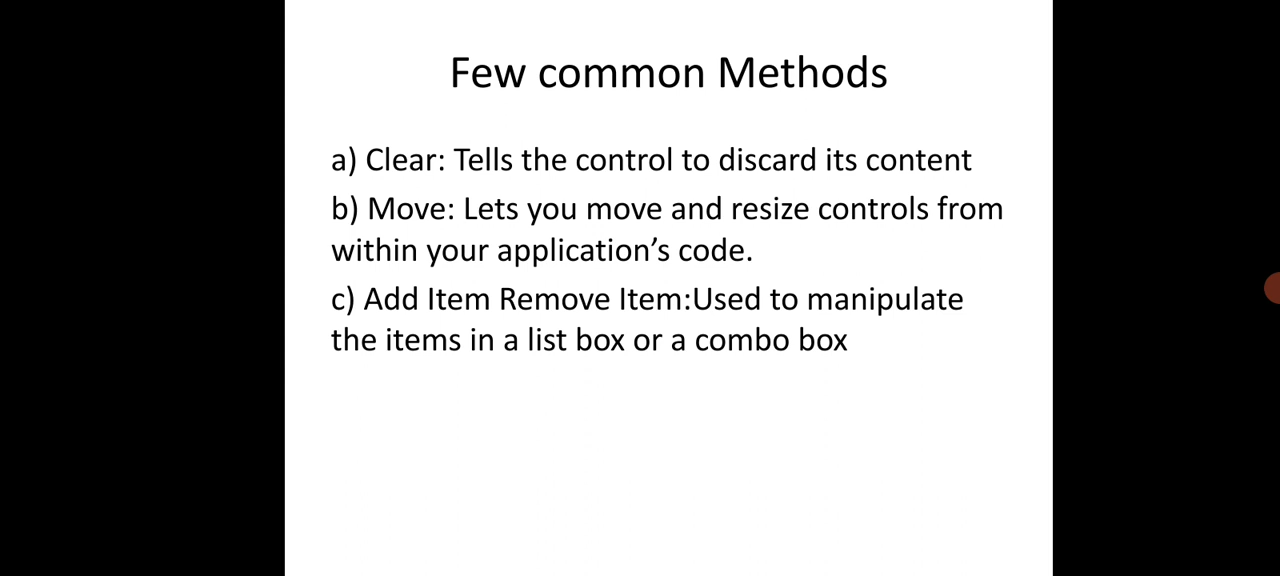 Few common Methods
a) Clear: Tells the control to discard its content
b) Move: Lets you move and resize controls from
within your application’s code.
c) Add Item Remove Item:Used to manipulate
the items in a list box or a combo box